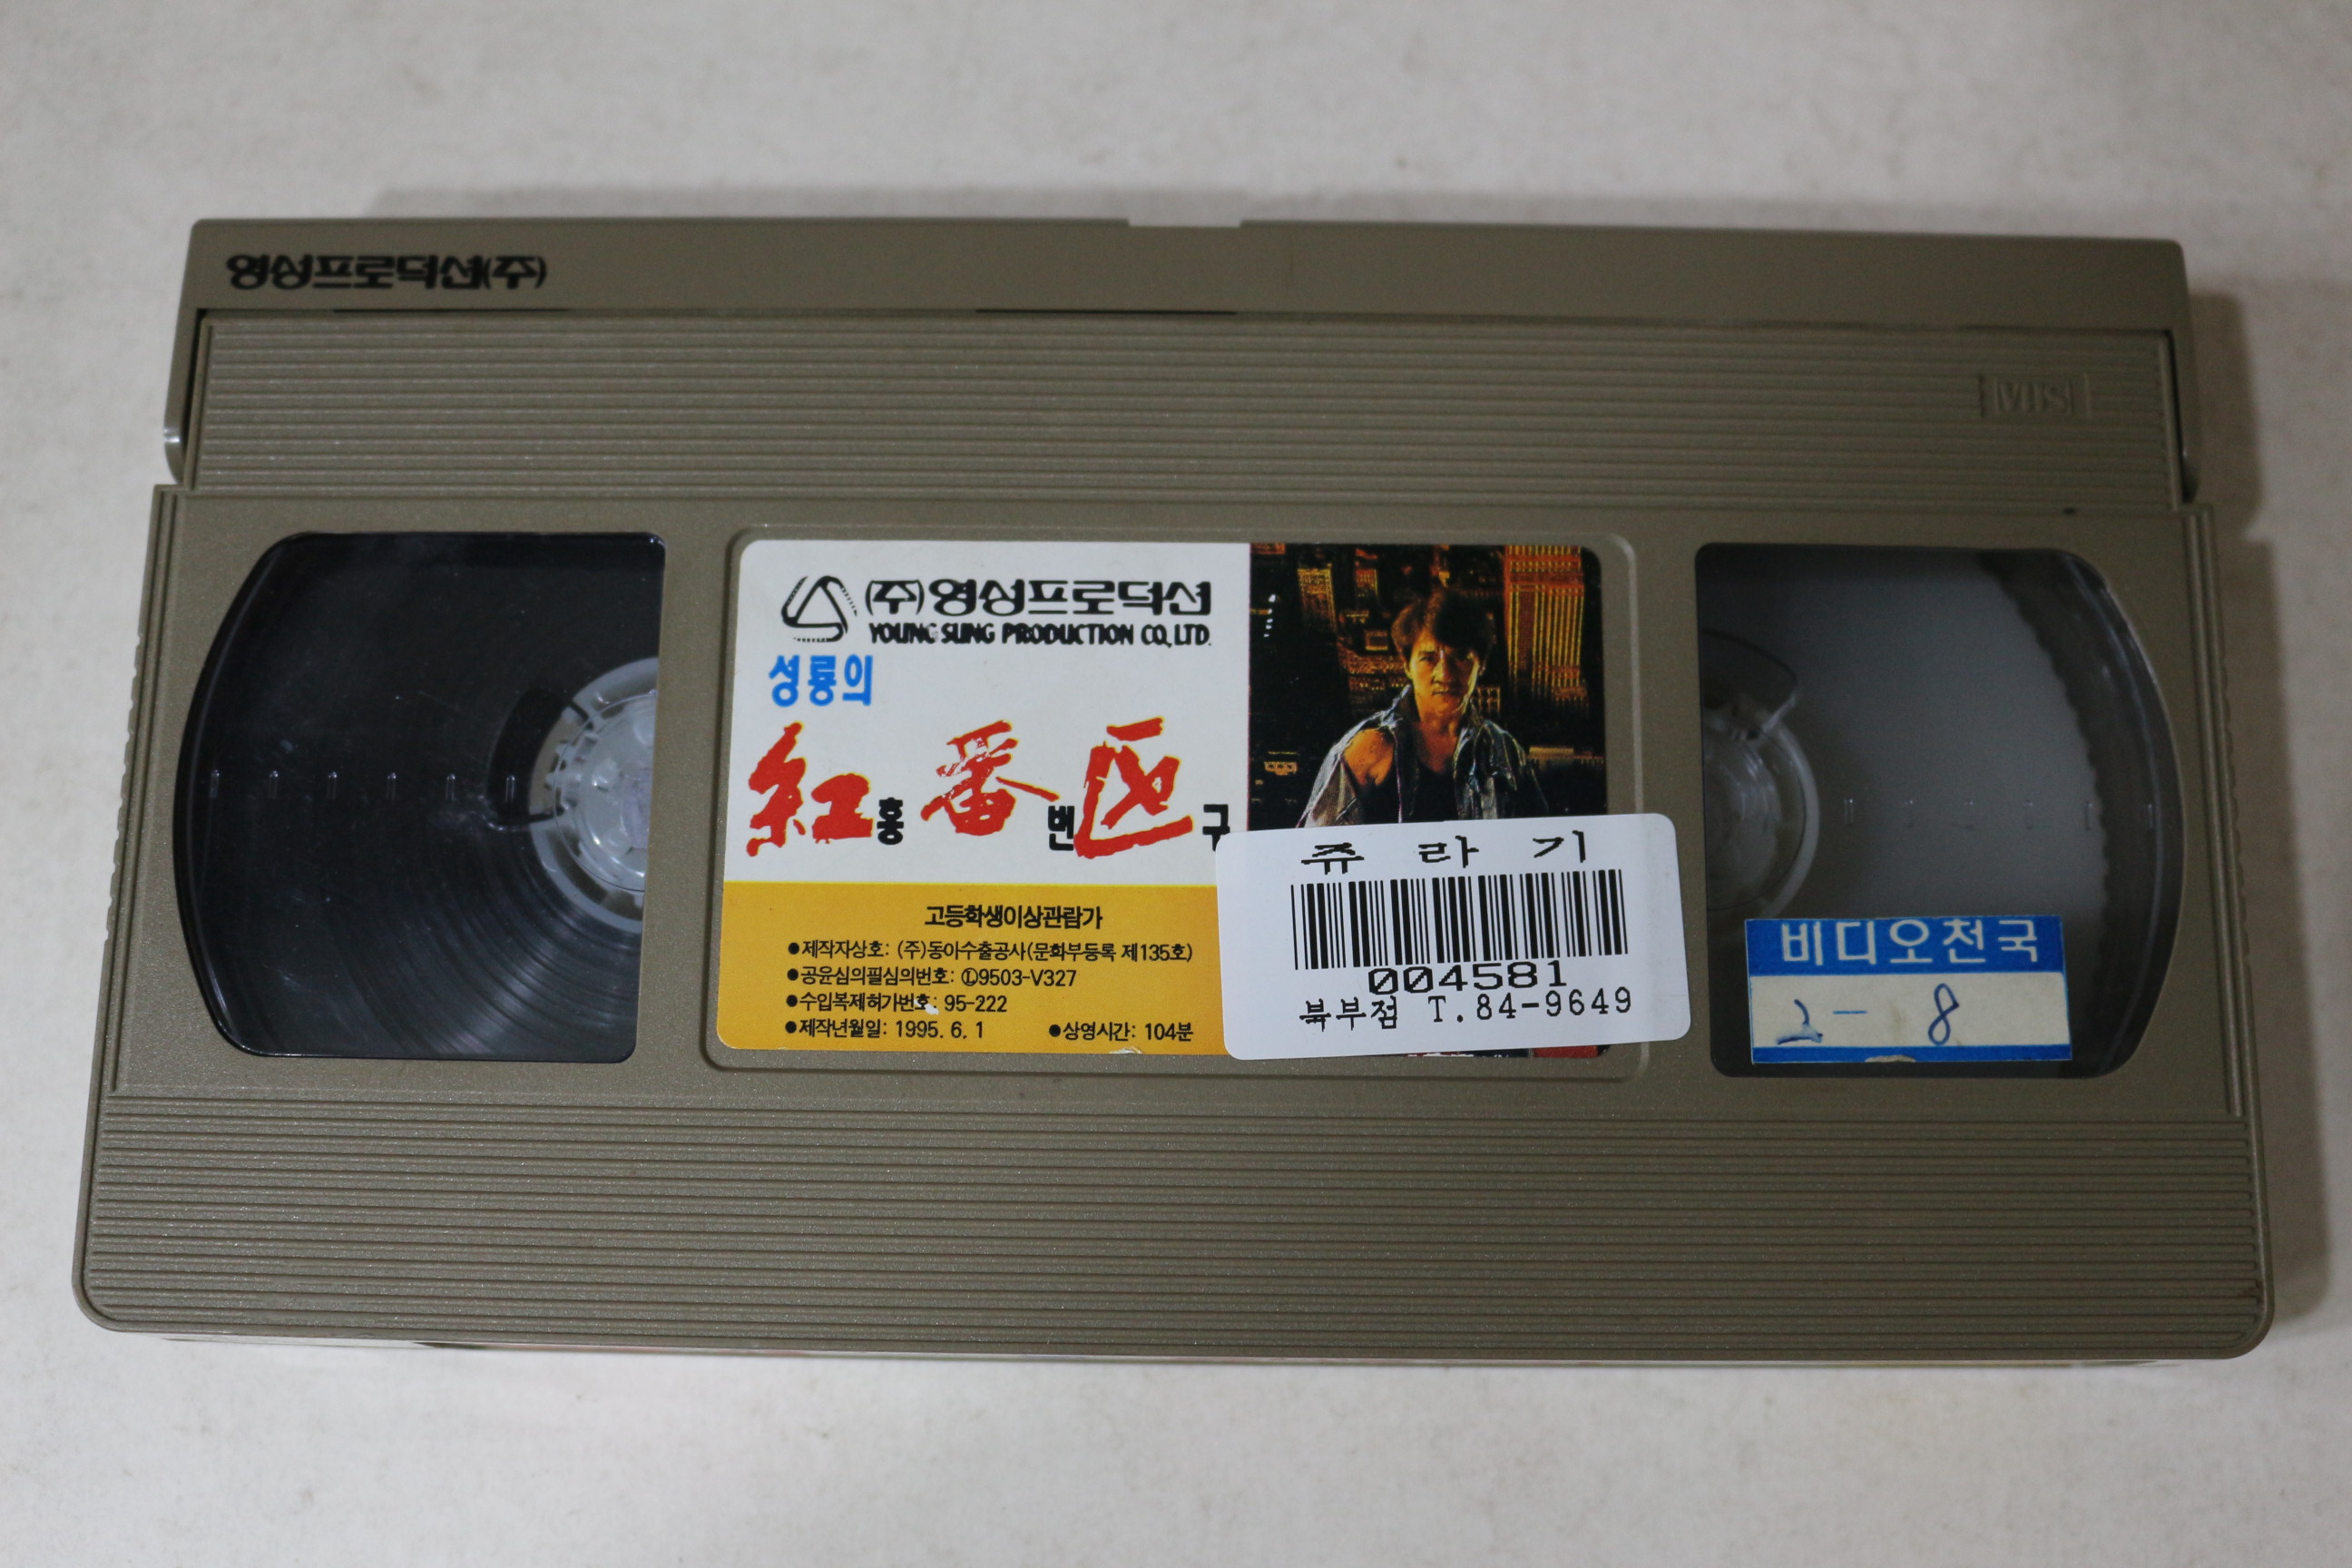 영성프로덕션(주)
VHS
(주)영성프로덕션
YOUNG SUNG PRODUCTION CO., LTD.
성룡의
紅홍 番번 区구
고등학생이상관람가
●제작자상호: (주)동아수출공사(문화부등록 제135호)
●공윤심의필심의번호: Ⓛ9503-V327
●수입복제허가번호: 95-222
●제작년월일: 1995. 6. 1 ●상영시간: 104분
쥬 라 기
004581
북부점 T.84-9649
비디오천국
2- 8